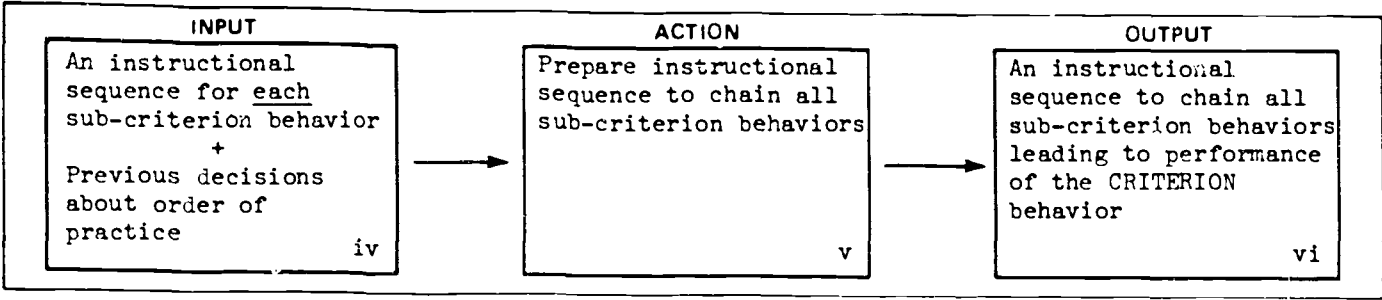 INPUT
An instructional
sequence for each
sub-criterion behavior
+
Previous decisions
about order of
practice
iv
ACTION
Prepare instructional
sequence to chain all
sub-criterion behaviors
v
OUTPUT
An instructional
sequence to chain all
sub-criterion behaviors
leading to performance
of the CRITERION
behavior
vi